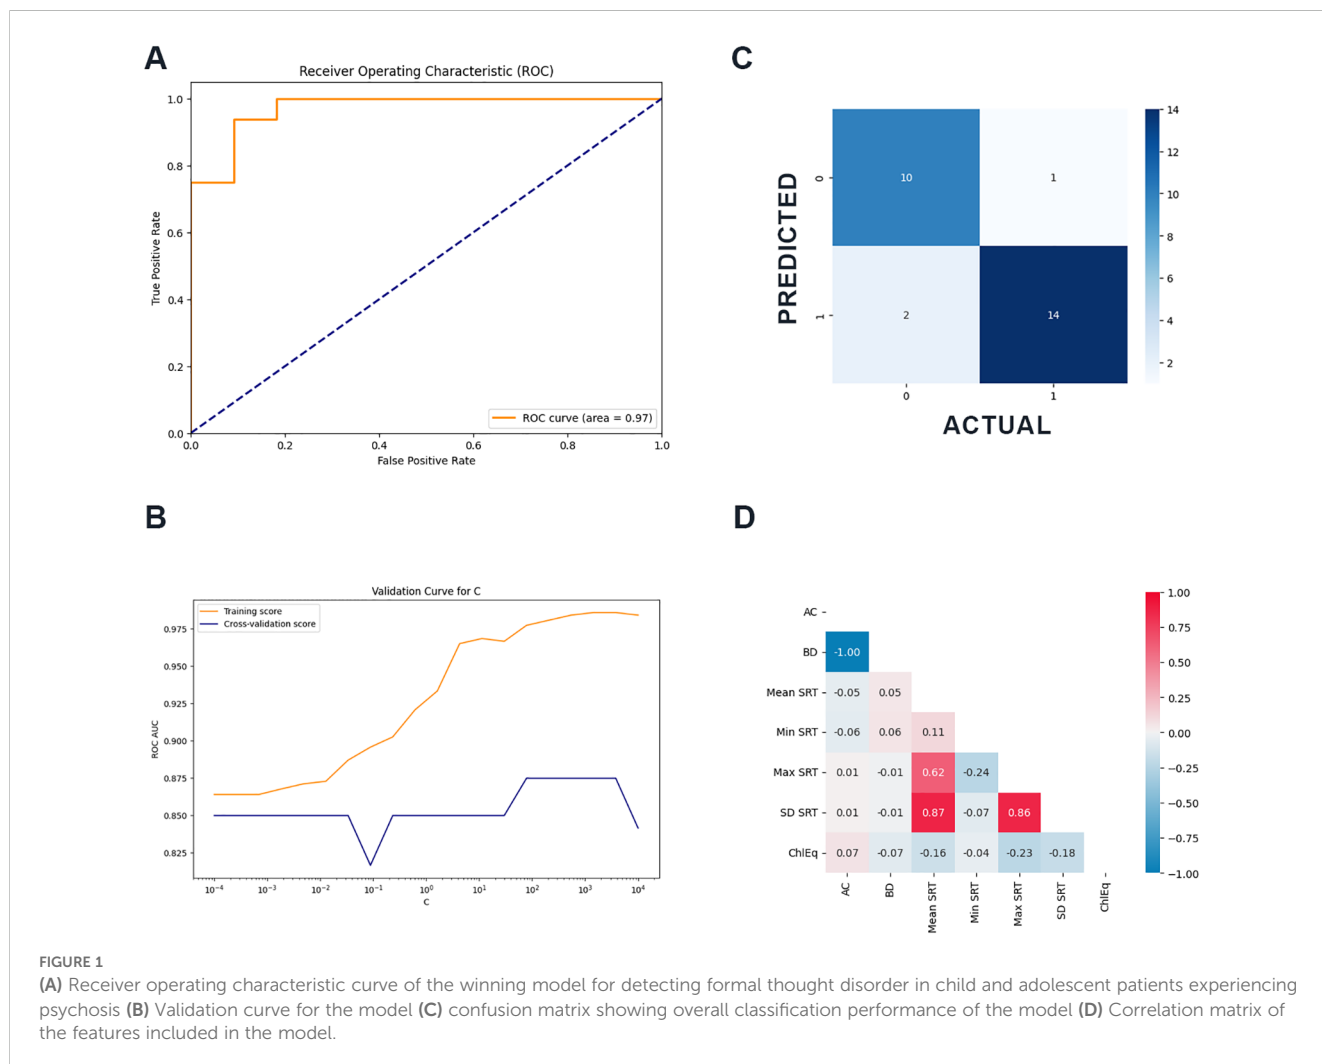 A
Receiver Operating Characteristic (ROC)
1.0
0.8
0.6
0.4
0.2
0.0
True Positive Rate
0.0 0.2 0.4 0.6 0.8 1.0
False Positive Rate
ROC curve (area = 0.97)
C
PREDICTED
0
1
10 1
2 14
0 1
ACTUAL
14
12
10
8
6
4
2
B
Validation Curve for C
Training score
Cross-validation score
0.975
0.950
0.925
0.900
0.875
0.850
0.825
ROC AUC
10⁻⁴ 10⁻³ 10⁻² 10⁻¹ 10⁰ 10¹ 10² 10³ 10⁴
C
D
AC
BD -1.00
Mean SRT -0.05 0.05
Min SRT -0.06 0.06 0.11
Max SRT 0.01 -0.01 0.62 -0.24
SD SRT 0.01 -0.01 0.87 -0.07 0.86
ChlEq 0.07 -0.07 -0.16 -0.04 -0.23 -0.18
AC BD Mean SRT Min SRT Max SRT SD SRT ChlEq
1.00
0.75
0.50
0.25
0.00
-0.25
-0.50
-0.75
-1.00
FIGURE 1
(A) Receiver operating characteristic curve of the winning model for detecting formal thought disorder in child and adolescent patients experiencing
psychosis (B) Validation curve for the model (C) confusion matrix showing overall classification performance of the model (D) Correlation matrix of
the features included in the model.